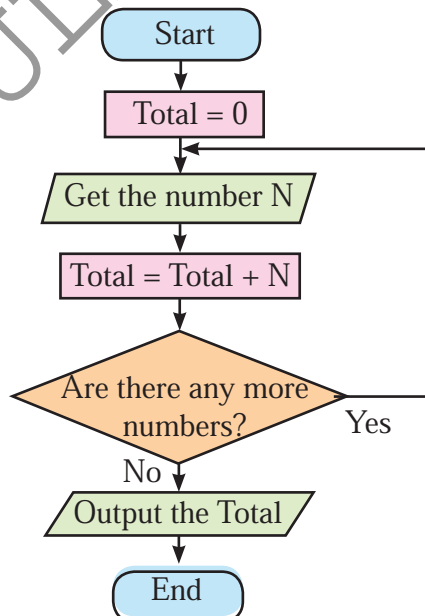 Start
Total = 0
Get the number N
Total = Total + N
Are there any more
numbers?
Yes
No
Output the Total
End